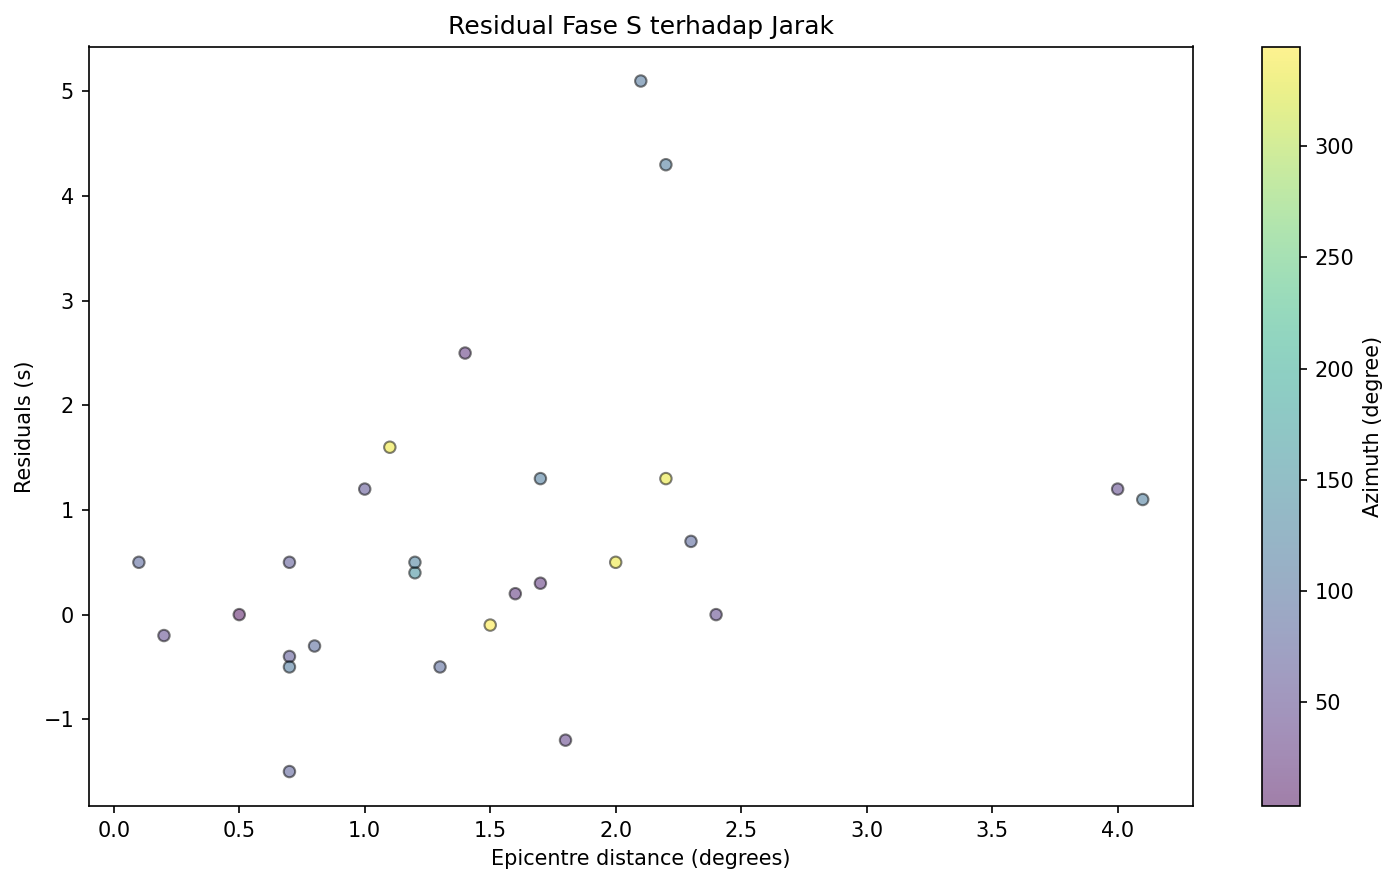 Residual Fase S terhadap Jarak
Residuals (s)
5
4
3
2
1
0
−1
0.0 0.5 1.0 1.5 2.0 2.5 3.0 3.5 4.0
Epicentre distance (degrees)
300
250
200
150
100
50
Azimuth (degree)